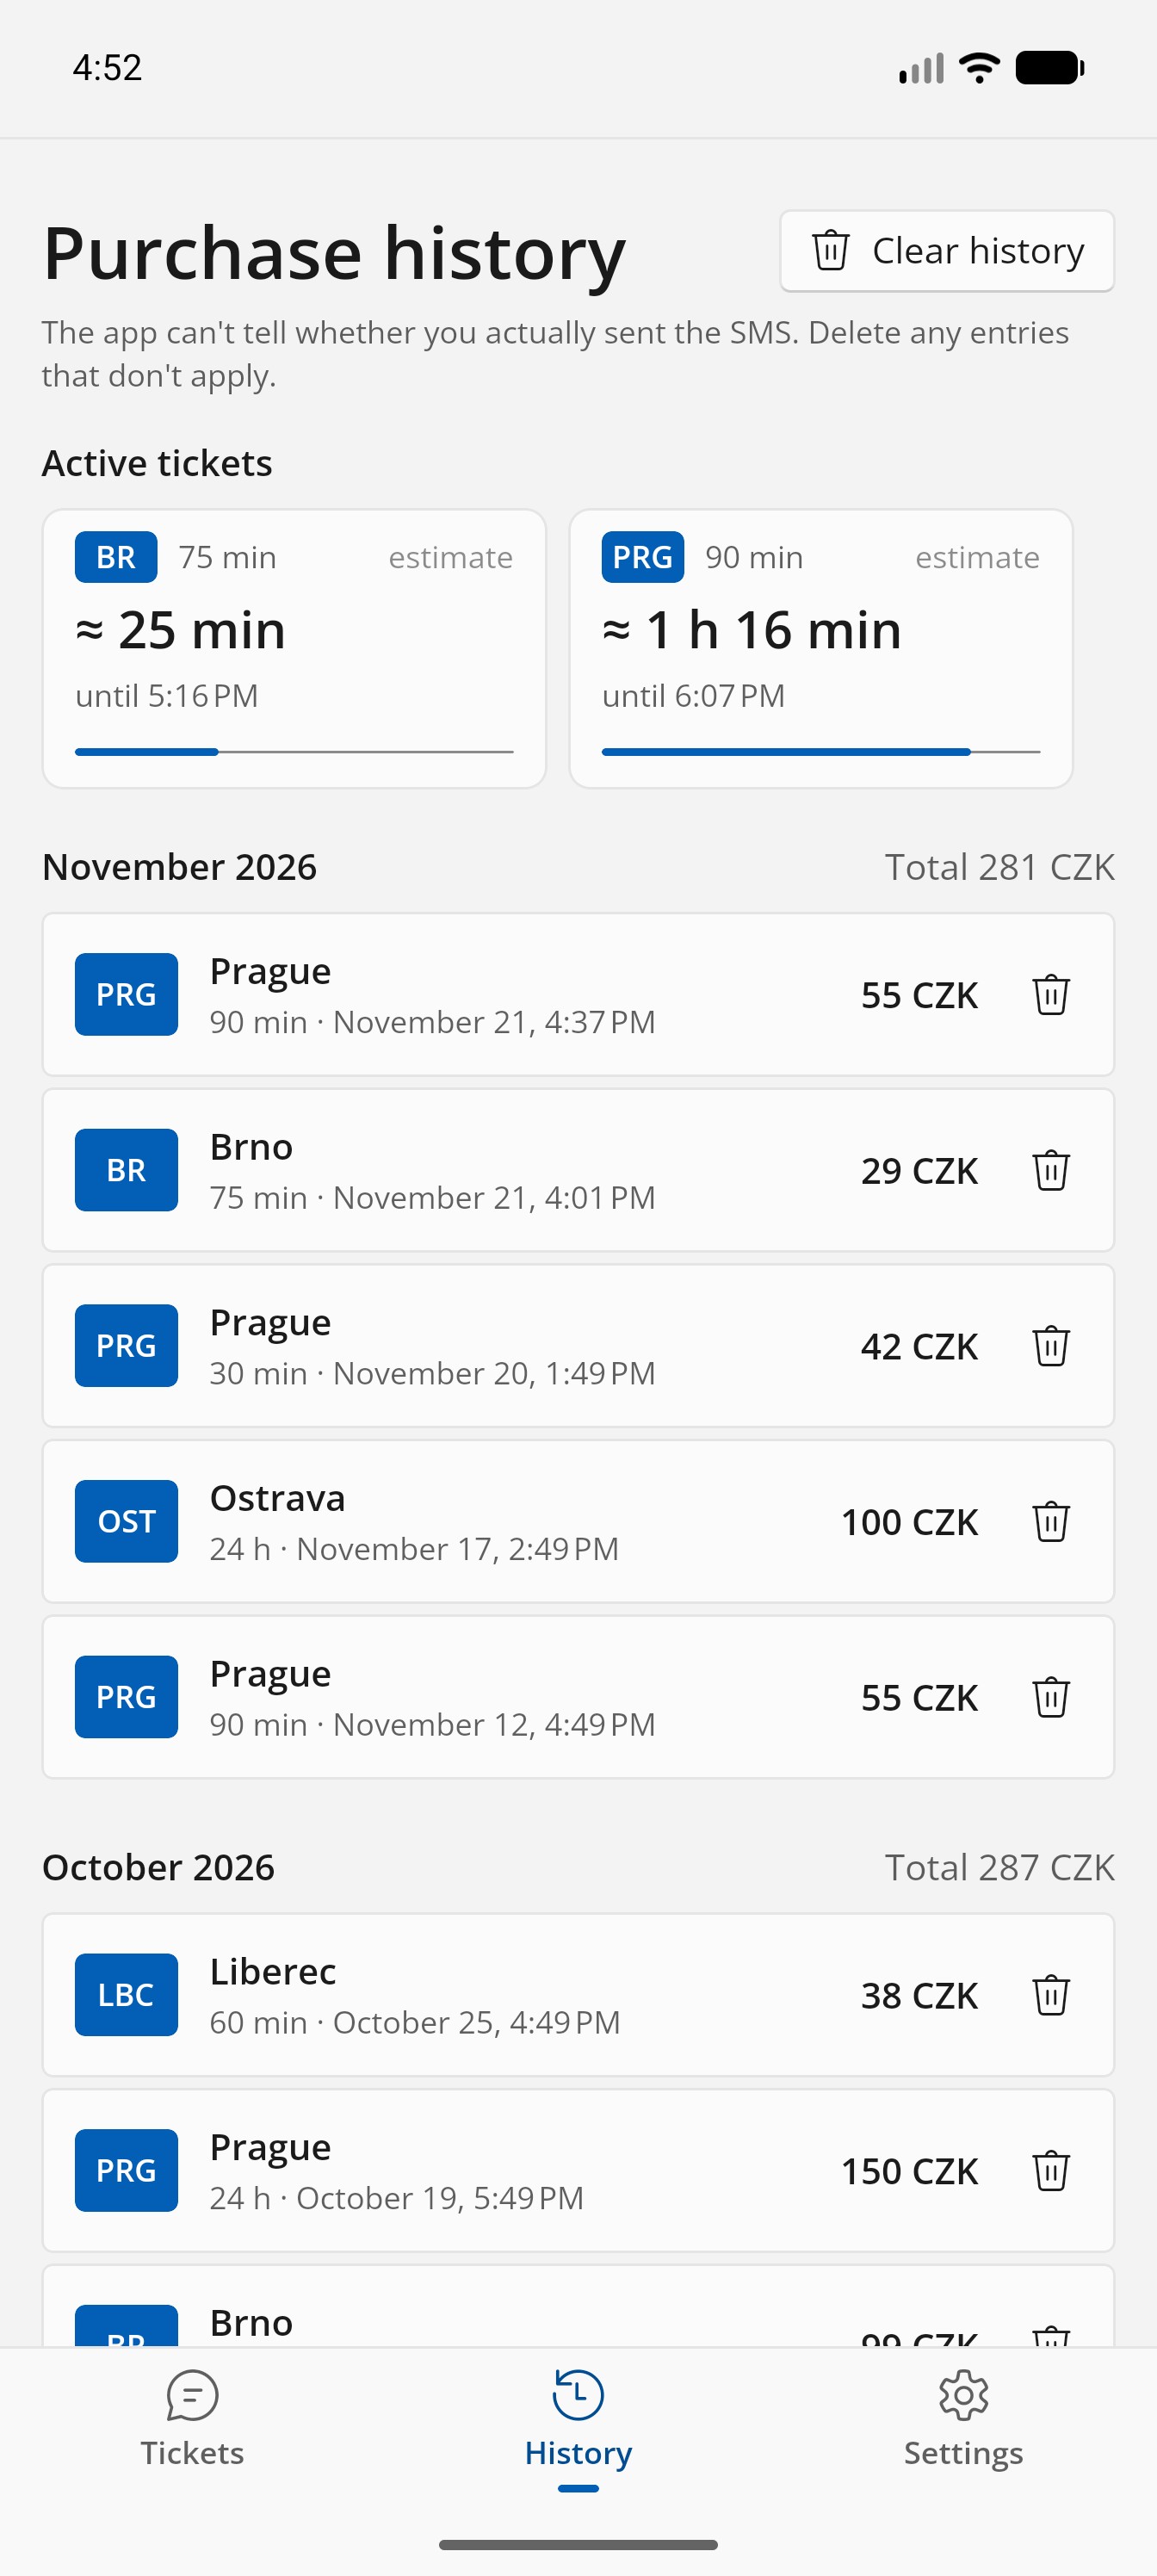 4:52
Purchase history
Clear history
The app can't tell whether you actually sent the SMS. Delete any entries
that don't apply.
Active tickets
BR 75 min estimate
≈ 25 min
until 5:16 PM
PRG 90 min estimate
≈ 1 h 16 min
until 6:07 PM
November 2026 Total 281 CZK
PRG
Prague
90 min · November 21, 4:37 PM
55 CZK
BR
Brno
75 min · November 21, 4:01 PM
29 CZK
PRG
Prague
30 min · November 20, 1:49 PM
42 CZK
OST
Ostrava
24 h · November 17, 2:49 PM
100 CZK
PRG
Prague
90 min · November 12, 4:49 PM
55 CZK
October 2026 Total 287 CZK
LBC
Liberec
60 min · October 25, 4:49 PM
38 CZK
PRG
Prague
24 h · October 19, 5:49 PM
150 CZK
BR
Brno
99 CZK
Tickets
History
Settings